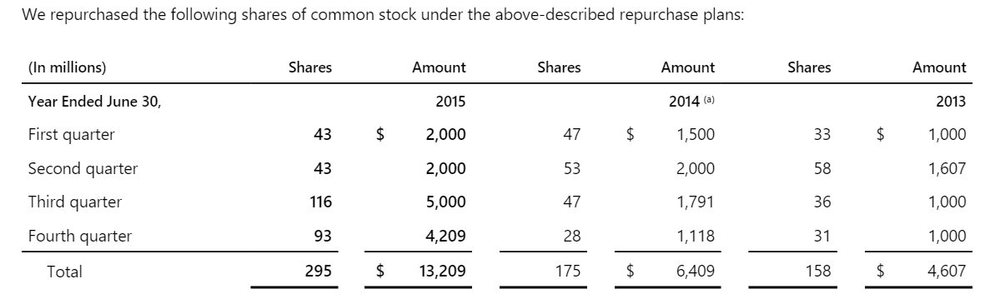 We repurchased the following shares of common stock under the above-described repurchase plans:
(In millions) Shares Amount Shares Amount Shares Amount
Year Ended June 30, 2015 2014 (a) 2013
First quarter 43 $ 2,000 47 $ 1,500 33 $ 1,000
Second quarter 43 2,000 53 2,000 58 1,607
Third quarter 116 5,000 47 1,791 36 1,000
Fourth quarter 93 4,209 28 1,118 31 1,000
Total 295 $ 13,209 175 $ 6,409 158 $ 4,607